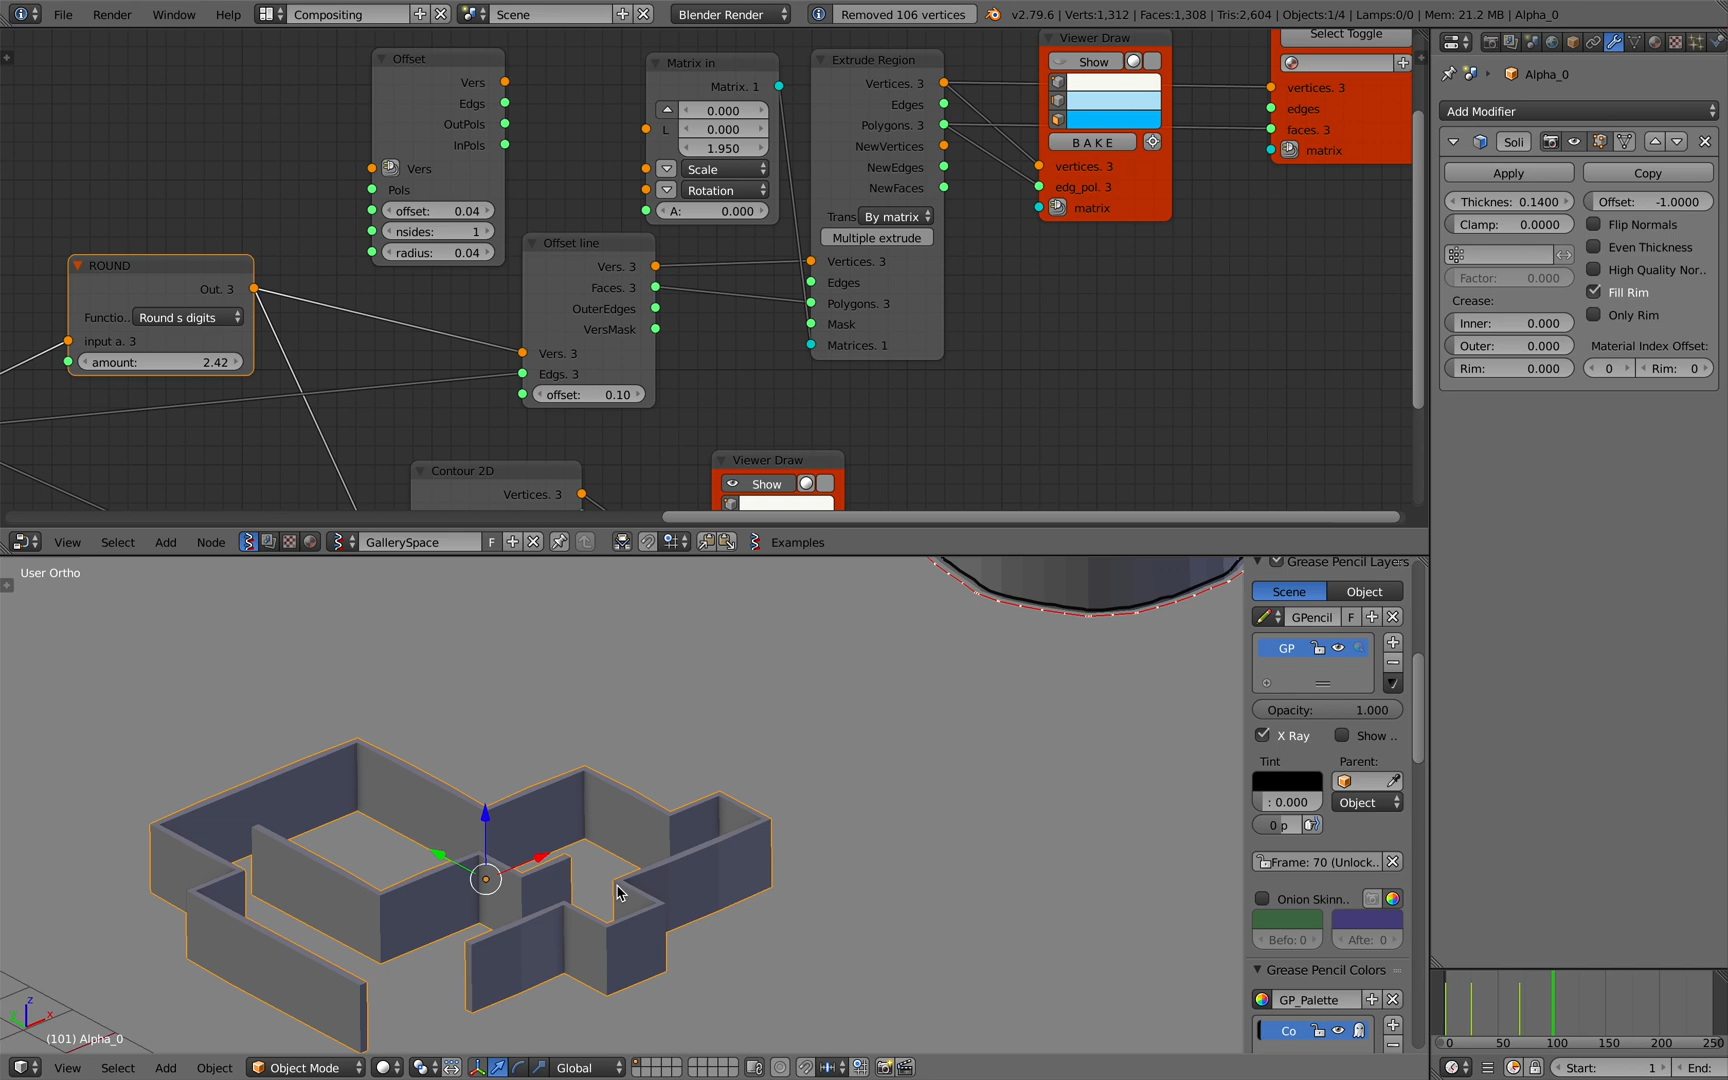 File Render Window Help Compositing Scene Blender Render Removed 106 vertices v2.79.6 | Verts:1,312 | Faces:1,308 | Tris:2,604 | Objects:1/4 | Lamps:0/0 | Mem: 21.2 MB | Alpha_0
Offset
Vers
Edgs
OutPols
InPols
Vers
Pols
offset: 0.04
nsides: 1
radius: 0.04
Matrix in
Matrix. 1
0.000
L 0.000
1.950
Scale
Rotation
A: 0.000
Extrude Region
Vertices. 3
Edges
Polygons. 3
NewVertices
NewEdges
NewFaces
Trans By matrix
Multiple extrude
Vertices. 3
Edges
Polygons. 3
Mask
Matrices. 1
Viewer Draw
Show
B A K E
vertices. 3
edg_pol. 3
matrix
Select Toggle
vertices. 3
edges
faces. 3
matrix
ROUND
Out. 3
Functio.. Round s digits
input a. 3
amount: 2.42
Offset line
Vers. 3
Faces. 3
OuterEdges
VersMask
Vers. 3
Edgs. 3
offset: 0.10
Contour 2D
Vertices. 3
Viewer Draw
Show
View Select Add Node GallerySpace F Examples
Alpha_0
Add Modifier
Soli
Apply Copy
Thicknes: 0.1400 Offset: -1.0000
Clamp: 0.0000 Flip Normals
Even Thickness
High Quality Nor..
Factor: 0.000 Fill Rim
Crease: Only Rim
Inner: 0.000
Outer: 0.000 Material Index Offset:
Rim: 0.000 0 Rim: 0
User Ortho
(101) Alpha_0
Grease Pencil Layers
Scene Object
GPencil F
GP
Opacity: 1.000
X Ray Show ..
Tint Parent:
: 0.000 Object
0 p
Frame: 70 (Unlock..
Onion Skinn..
Befo: 0 Afte: 0
Grease Pencil Colors
GP_Palette
Co
z
x
0 50 100 150 200 250
View Select Add Object Object Mode Global
Start: 1 End: